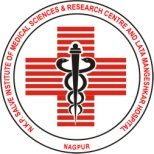 N.K.P. SALVE INSTITUTE OF MEDICAL SCIENCES & RESEARCH CENTRE AND LATA MANGESHKAR HOSPITAL
NAGPUR